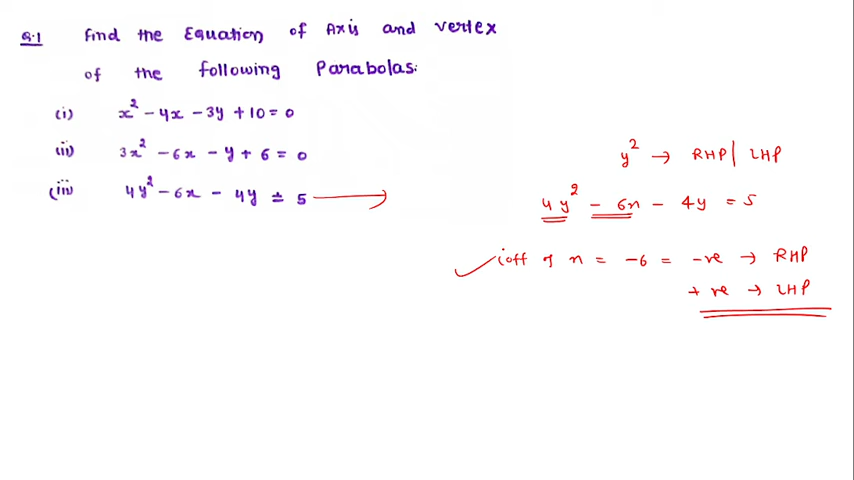 Q.1 Find the Equation of Axis and vertex
of the following Parabolas:
(i) x² - 4x - 3y + 10 = 0
(ii) 3x² - 6x - y + 6 = 0
(iii) 4y² - 6x - 4y = 5
y² → RHP | LHP
4y² - 6x - 4y = 5
coff of x = -6 = -ve → RHP
+ ve → LHP